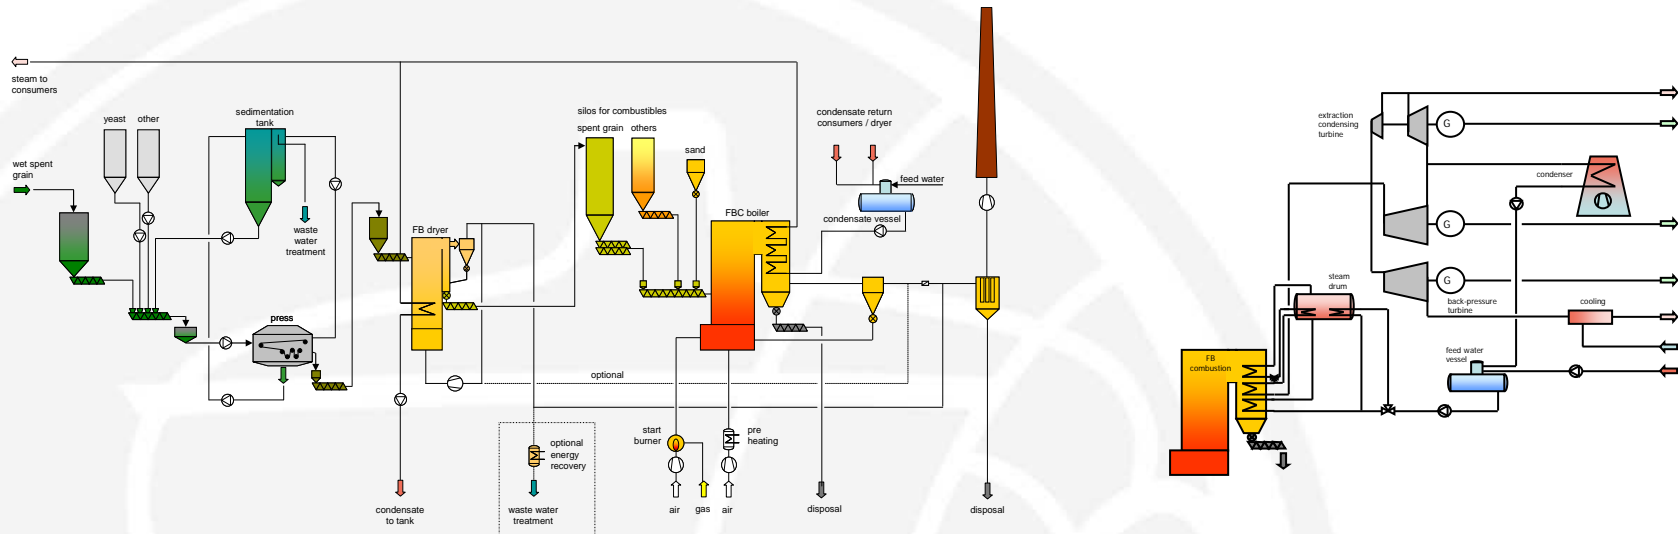 steam to
consumers
yeast
other
sedimentation
tank
wet spent
grain
waste
water
treatment
press
FB dryer
silos for combustibles
spent grain
others
sand
FBC boiler
condensate return
consumers / dryer
feed water
condensate vessel
optional
start
burner
pre
heating
optional
energy
recovery
condensate
to tank
waste water
treatment
air
gas
air
disposal
disposal
extraction
condensing
turbine
G
condenser
G
steam
drum
G
back-pressure
turbine
cooling
feed water
vessel
FB
combustion